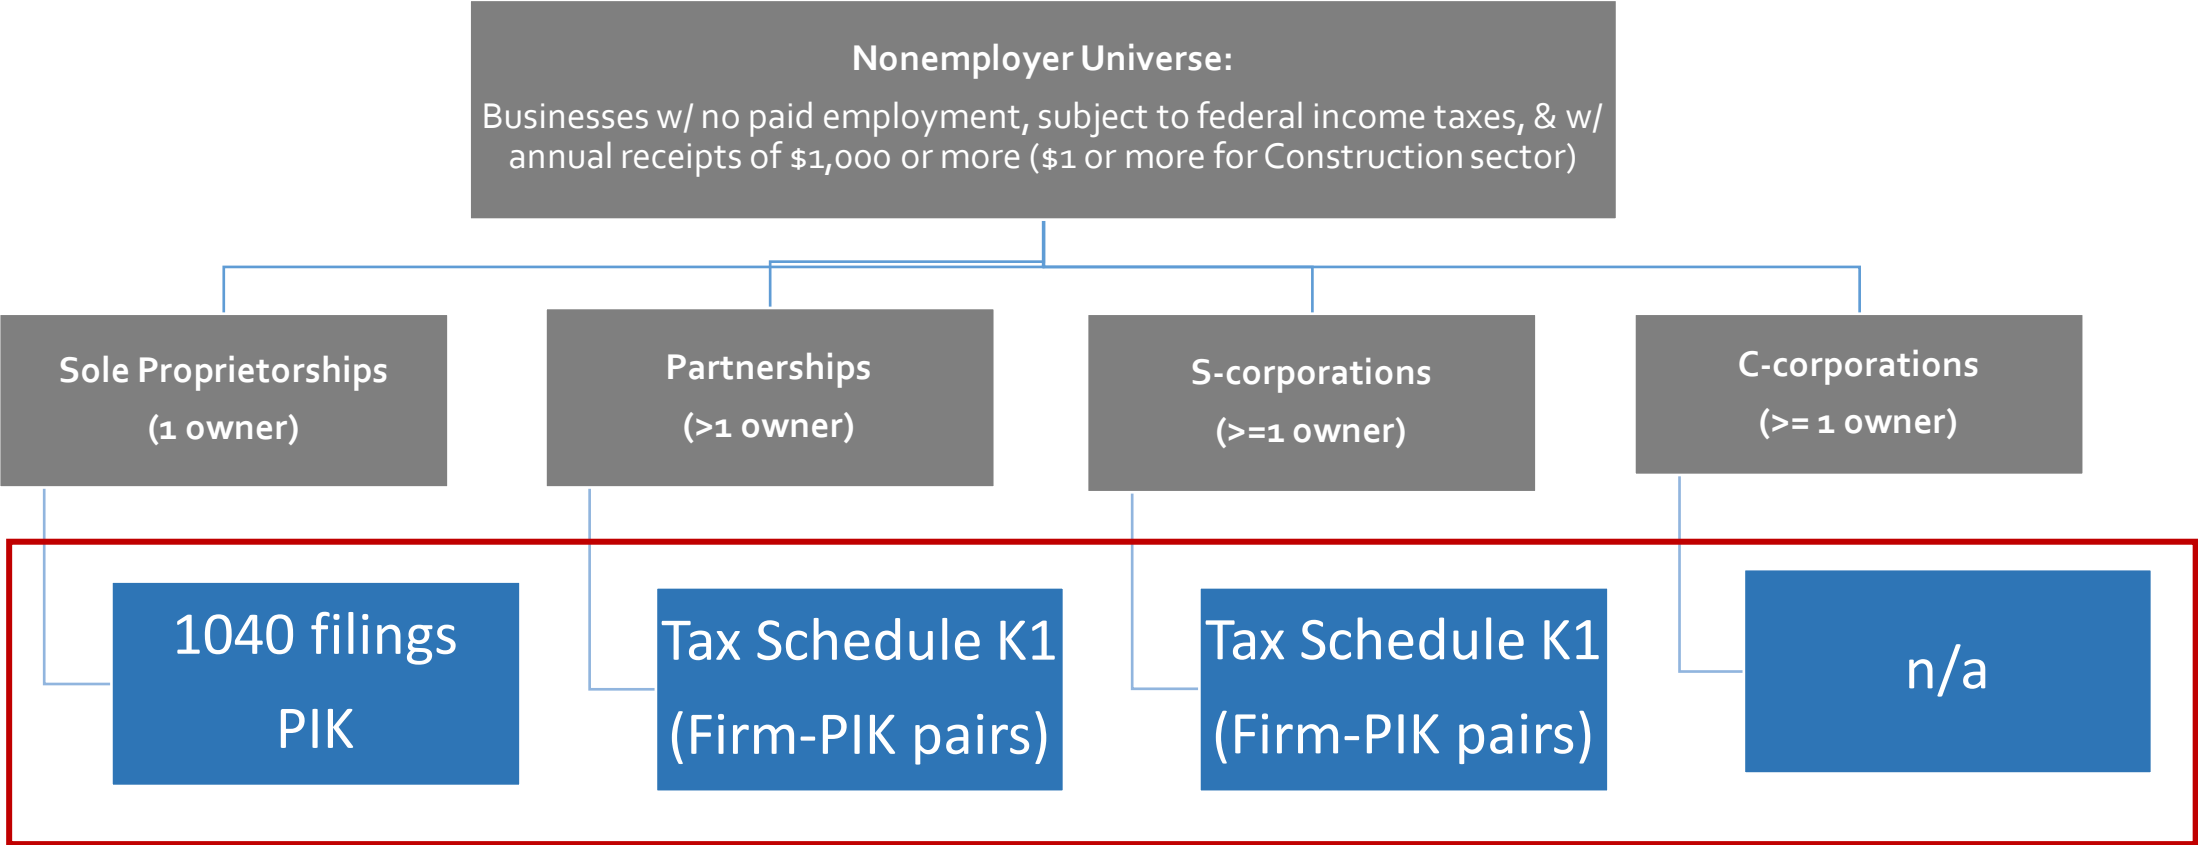 Nonemployer Universe:
Businesses w/ no paid employment, subject to federal income taxes, & w/
annual receipts of $1,000 or more ($1 or more for Construction sector)
Sole Proprietorships
(1 owner)
Partnerships
(>1 owner)
S-corporations
(>=1 owner)
C-corporations
(>= 1 owner)
1040 filings
PIK
Tax Schedule K1
(Firm-PIK pairs)
Tax Schedule K1
(Firm-PIK pairs)
n/a